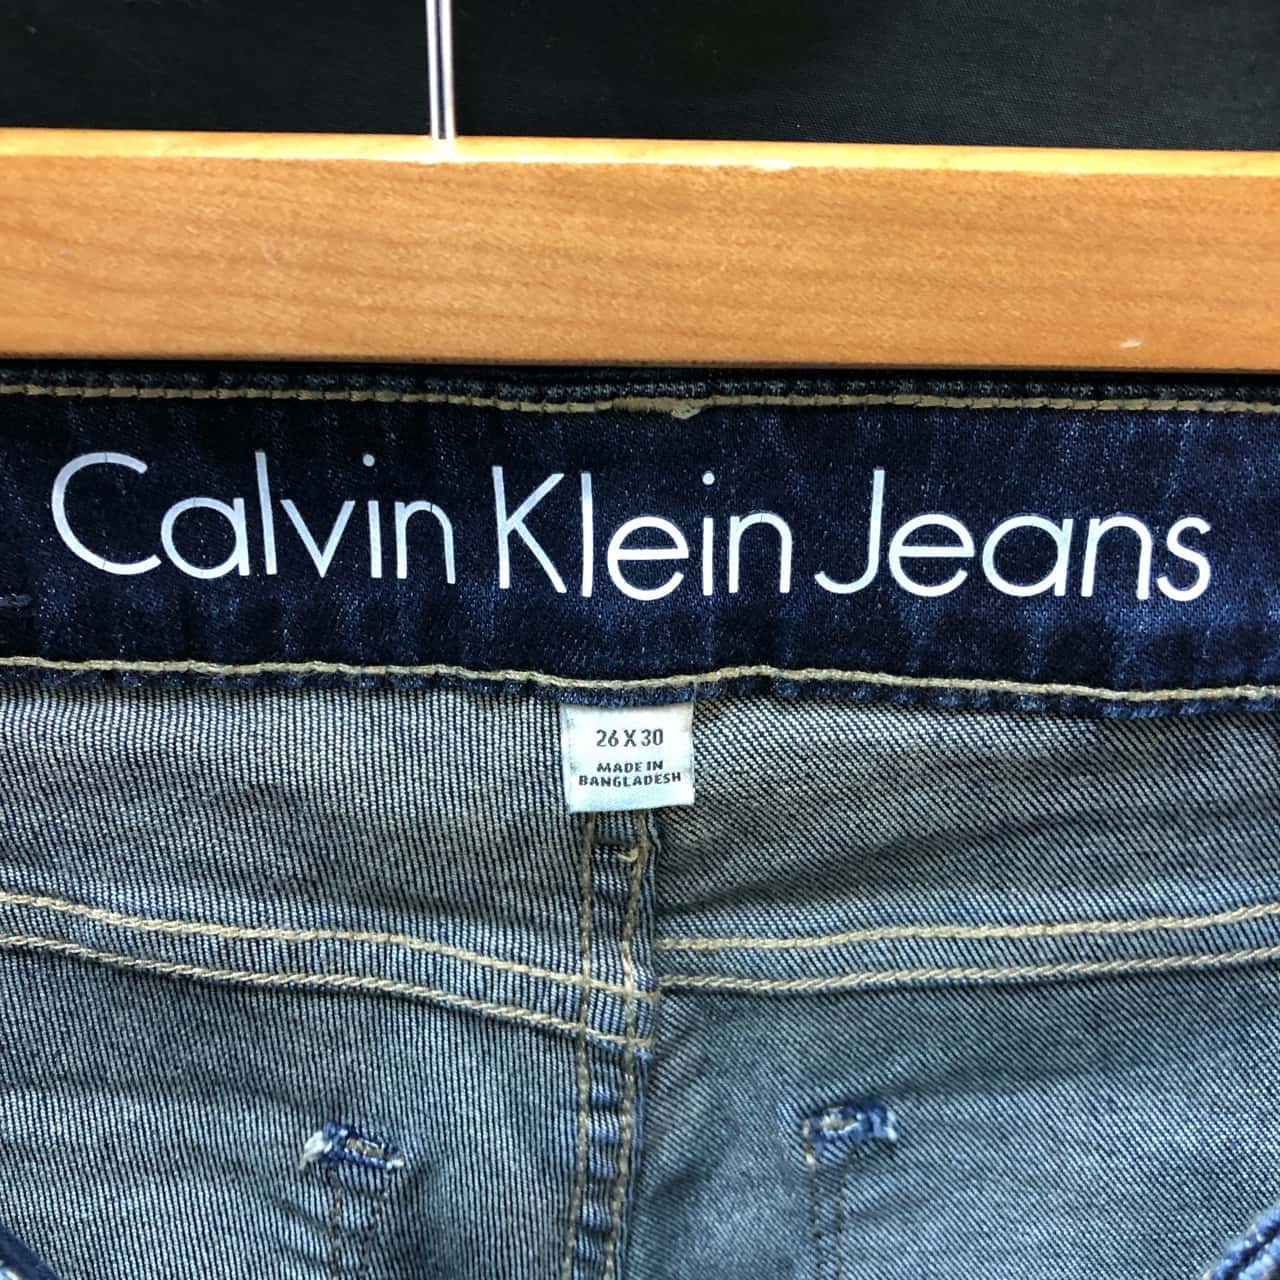 Calvin Klein Jeans
26 X 30
MADE IN
BANGLADESH